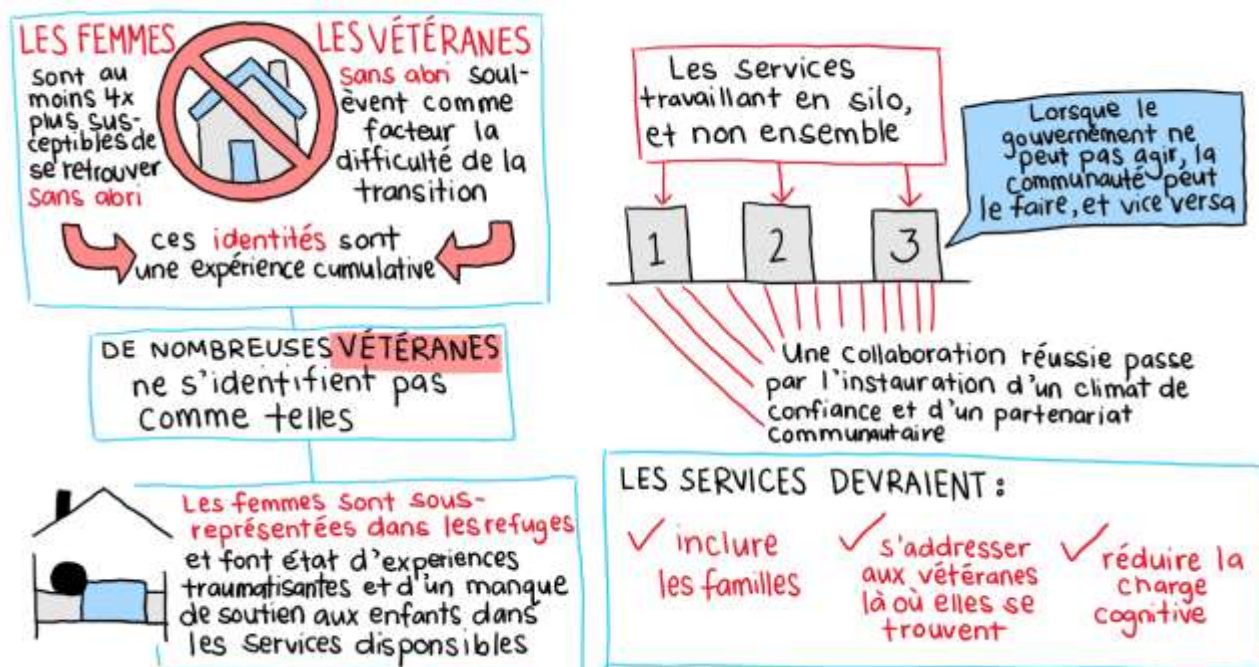 LES FEMMES
sont au
moins 4x
plus sus-
ceptibles de
se retrouver
sans abri
LES VÉTÉRANES
sans abri soul-
èvent comme
facteur la
difficulté de la
transition
ces identités sont
une expérience cumulative
DE NOMBREUSES VÉTÉRANES
ne s'identifient pas
comme telles
Les femmes sont sous-
représentées dans les refuges
et font état d'experiences
traumatisantes et d'un manque
de soutien aux enfants dans
les services disponibles
Les services
travaillant en silo,
et non ensemble
1 2 3
Lorsque le
gouvernement ne
peut pas agir, la
communauté peut
le faire, et vice versa
Une collaboration réussie passe
par l'instauration d'un climat de
confiance et d'un partenariat
communautaire
LES SERVICES DEVRAIENT :
✓ inclure
les familles
✓ s'addresser
aux vétéranes
là où elles se
trouvent
✓ réduire la
charge
cognitive